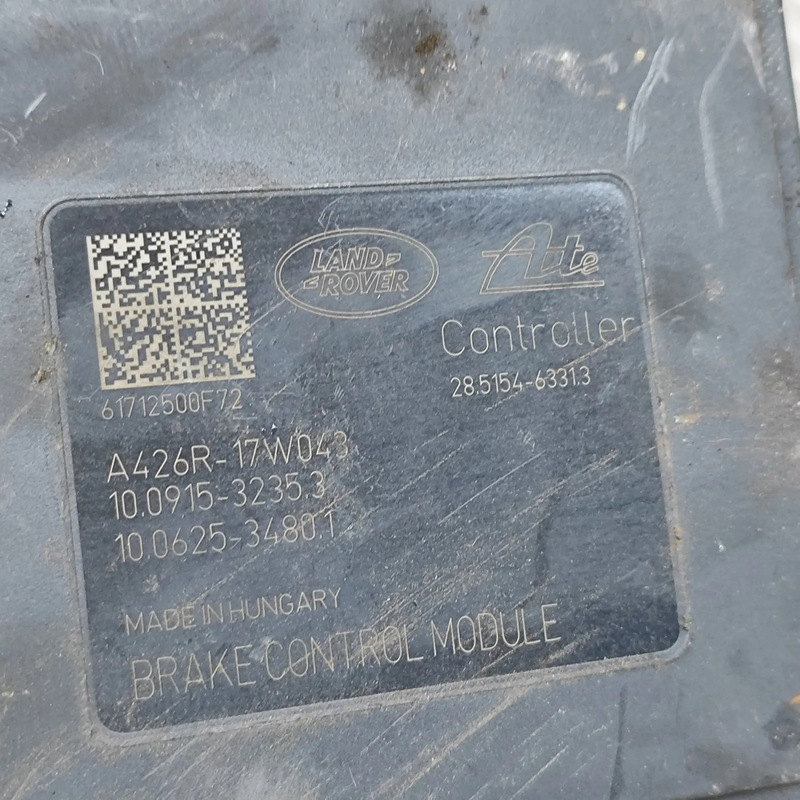 LAND
ROVER
Ate
Controller
28.5154-6331.3
61712500F72
A426R-17W043
10.0915-3235.3
10.0625-3480.1
MADE IN HUNGARY
BRAKE CONTROL MODULE